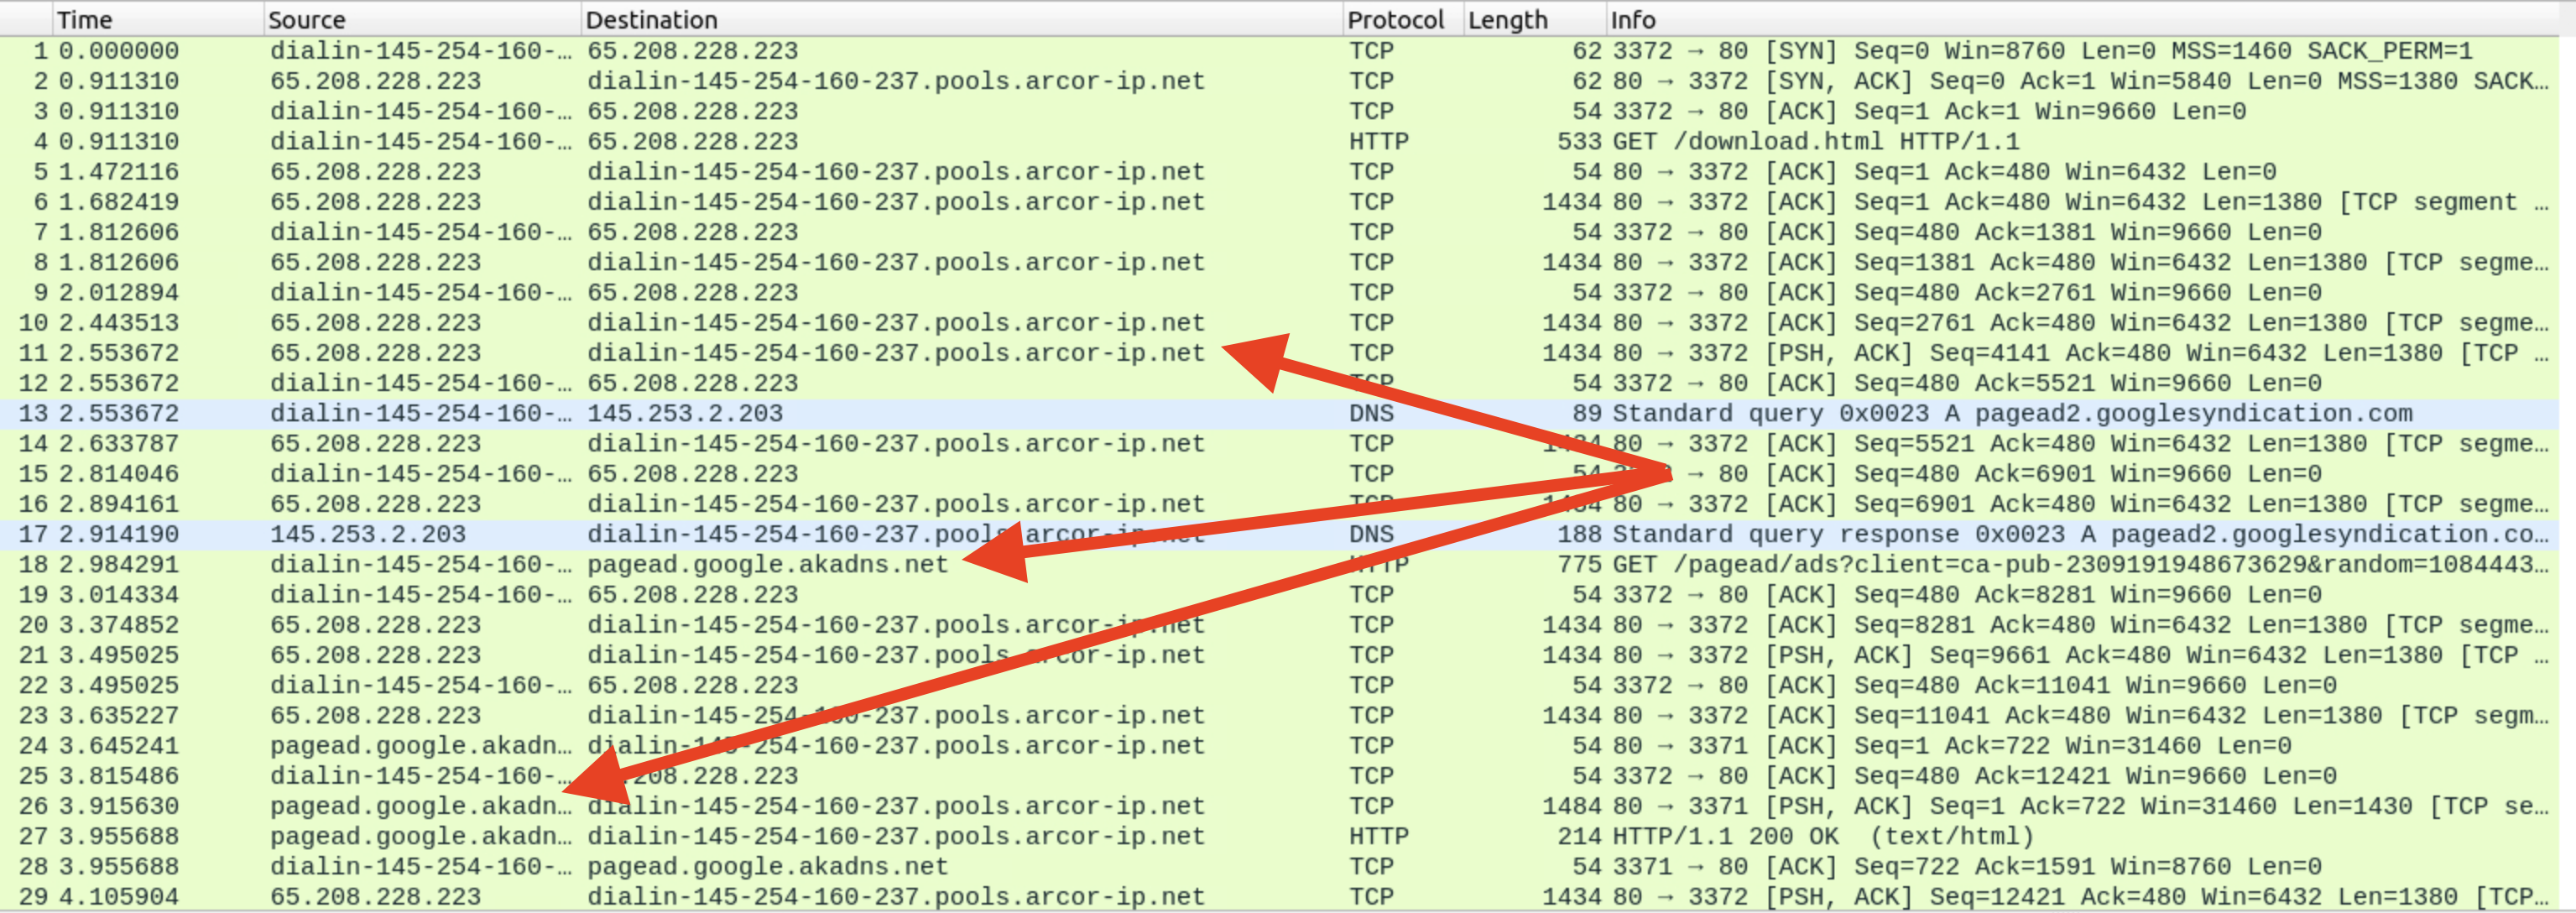 Time Source Destination Protocol Length Info
1 0.000000 dialin-145-254-160-… 65.208.228.223 TCP 62 3372 → 80 [SYN] Seq=0 Win=8760 Len=0 MSS=1460 SACK_PERM=1
2 0.911310 65.208.228.223 dialin-145-254-160-237.pools.arcor-ip.net TCP 62 80 → 3372 [SYN, ACK] Seq=0 Ack=1 Win=5840 Len=0 MSS=1380 SACK…
3 0.911310 dialin-145-254-160-… 65.208.228.223 TCP 54 3372 → 80 [ACK] Seq=1 Ack=1 Win=9660 Len=0
4 0.911310 dialin-145-254-160-… 65.208.228.223 HTTP 533 GET /download.html HTTP/1.1
5 1.472116 65.208.228.223 dialin-145-254-160-237.pools.arcor-ip.net TCP 54 80 → 3372 [ACK] Seq=1 Ack=480 Win=6432 Len=0
6 1.682419 65.208.228.223 dialin-145-254-160-237.pools.arcor-ip.net TCP 1434 80 → 3372 [ACK] Seq=1 Ack=480 Win=6432 Len=1380 [TCP segment …
7 1.812606 dialin-145-254-160-… 65.208.228.223 TCP 54 3372 → 80 [ACK] Seq=480 Ack=1381 Win=9660 Len=0
8 1.812606 65.208.228.223 dialin-145-254-160-237.pools.arcor-ip.net TCP 1434 80 → 3372 [ACK] Seq=1381 Ack=480 Win=6432 Len=1380 [TCP segme…
9 2.012894 dialin-145-254-160-… 65.208.228.223 TCP 54 3372 → 80 [ACK] Seq=480 Ack=2761 Win=9660 Len=0
10 2.443513 65.208.228.223 dialin-145-254-160-237.pools.arcor-ip.net TCP 1434 80 → 3372 [ACK] Seq=2761 Ack=480 Win=6432 Len=1380 [TCP segme…
11 2.553672 65.208.228.223 dialin-145-254-160-237.pools.arcor-ip.net TCP 1434 80 → 3372 [PSH, ACK] Seq=4141 Ack=480 Win=6432 Len=1380 [TCP …
12 2.553672 dialin-145-254-160-… 65.208.228.223 TCP 54 3372 → 80 [ACK] Seq=480 Ack=5521 Win=9660 Len=0
13 2.553672 dialin-145-254-160-… 145.253.2.203 DNS 89 Standard query 0x0023 A pagead2.googlesyndication.com
14 2.633787 65.208.228.223 dialin-145-254-160-237.pools.arcor-ip.net TCP 1434 80 → 3372 [ACK] Seq=5521 Ack=480 Win=6432 Len=1380 [TCP segme…
15 2.814046 dialin-145-254-160-… 65.208.228.223 TCP 54 → 80 [ACK] Seq=480 Ack=6901 Win=9660 Len=0
16 2.894161 65.208.228.223 dialin-145-254-160-237.pools.arcor-ip.net TCP 1434 80 → 3372 [ACK] Seq=6901 Ack=480 Win=6432 Len=1380 [TCP segme…
17 2.914190 145.253.2.203 dialin-145-254-160-237.pools.arcor-ip.net DNS 188 Standard query response 0x0023 A pagead2.googlesyndication.co…
18 2.984291 dialin-145-254-160-… pagead.google.akadns.net HTTP 775 GET /pagead/ads?client=ca-pub-2309191948673629&random=1084443…
19 3.014334 dialin-145-254-160-… 65.208.228.223 TCP 54 3372 → 80 [ACK] Seq=480 Ack=8281 Win=9660 Len=0
20 3.374852 65.208.228.223 dialin-145-254-160-237.pools.arcor-ip.net TCP 1434 80 → 3372 [ACK] Seq=8281 Ack=480 Win=6432 Len=1380 [TCP segme…
21 3.495025 65.208.228.223 dialin-145-254-160-237.pools.arcor-ip.net TCP 1434 80 → 3372 [PSH, ACK] Seq=9661 Ack=480 Win=6432 Len=1380 [TCP …
22 3.495025 dialin-145-254-160-… 65.208.228.223 TCP 54 3372 → 80 [ACK] Seq=480 Ack=11041 Win=9660 Len=0
23 3.635227 65.208.228.223 dialin-145-254-160-237.pools.arcor-ip.net TCP 1434 80 → 3372 [ACK] Seq=11041 Ack=480 Win=6432 Len=1380 [TCP segm…
24 3.645241 pagead.google.akadn… dialin-145-254-160-237.pools.arcor-ip.net TCP 54 80 → 3371 [ACK] Seq=1 Ack=722 Win=31460 Len=0
25 3.815486 dialin-145-254-160-… .208.228.223 TCP 54 3372 → 80 [ACK] Seq=480 Ack=12421 Win=9660 Len=0
26 3.915630 pagead.google.akadn… dialin-145-254-160-237.pools.arcor-ip.net TCP 1484 80 → 3371 [PSH, ACK] Seq=1 Ack=722 Win=31460 Len=1430 [TCP se…
27 3.955688 pagead.google.akadn… dialin-145-254-160-237.pools.arcor-ip.net HTTP 214 HTTP/1.1 200 OK (text/html)
28 3.955688 dialin-145-254-160-… pagead.google.akadns.net TCP 54 3371 → 80 [ACK] Seq=722 Ack=1591 Win=8760 Len=0
29 4.105904 65.208.228.223 dialin-145-254-160-237.pools.arcor-ip.net TCP 1434 80 → 3372 [PSH, ACK] Seq=12421 Ack=480 Win=6432 Len=1380 [TCP…